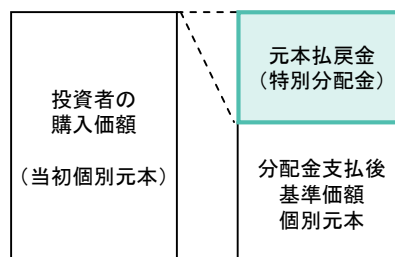 投資者の
購入価額
（当初個別元本）
元本払戻金
（特別分配金）
分配金支払後
基準価額
個別元本